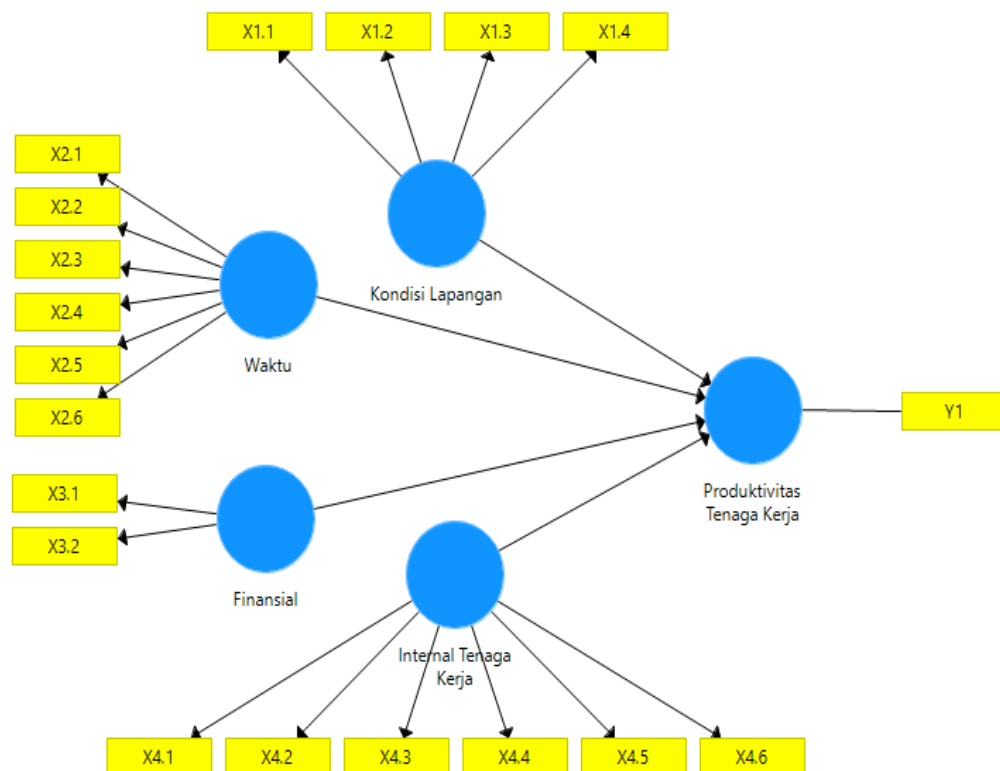 X1.1
X1.2
X1.3
X1.4
X2.1
X2.2
X2.3
X2.4
X2.5
X2.6
Kondisi Lapangan
Waktu
Y1
Produktivitas
Tenaga Kerja
X3.1
X3.2
Finansial
Internal Tenaga
Kerja
X4.1
X4.2
X4.3
X4.4
X4.5
X4.6